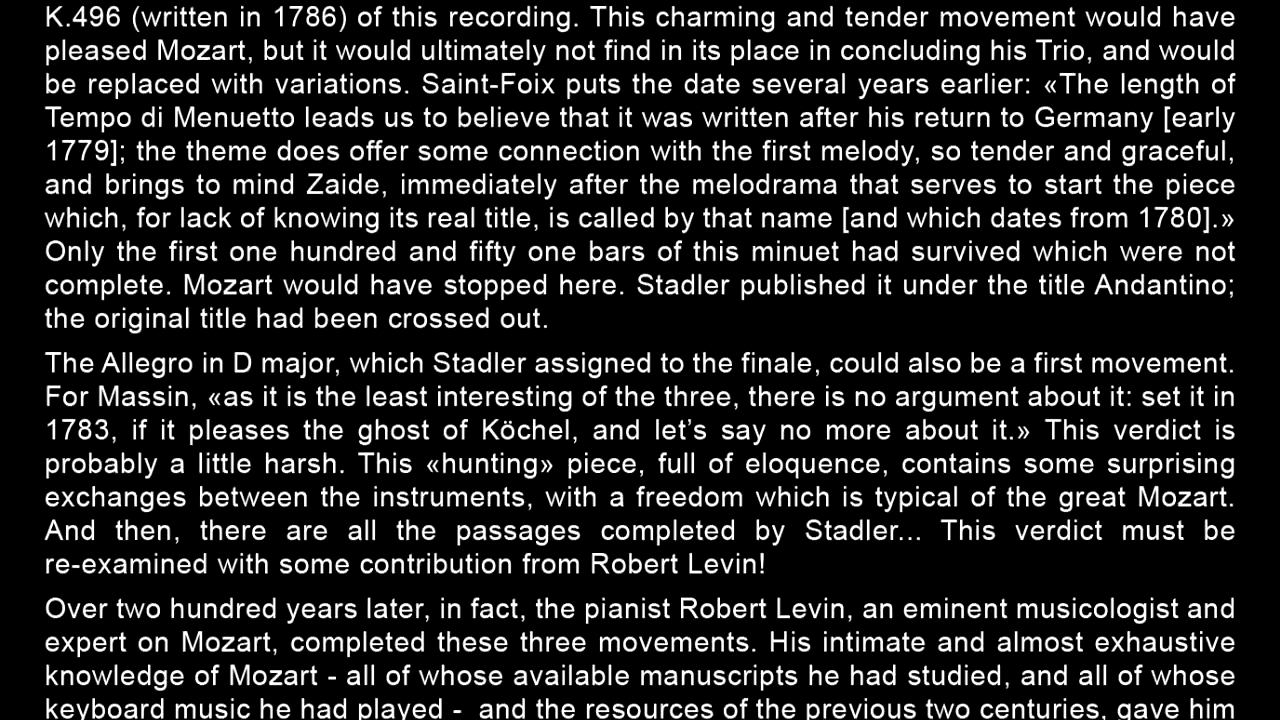 K.496 (written in 1786) of this recording. This charming and tender movement would have
pleased Mozart, but it would ultimately not find in its place in concluding his Trio, and would
be replaced with variations. Saint-Foix puts the date several years earlier: «The length of
Tempo di Menuetto leads us to believe that it was written after his return to Germany [early
1779]; the theme does offer some connection with the first melody, so tender and graceful,
and brings to mind Zaide, immediately after the melodrama that serves to start the piece
which, for lack of knowing its real title, is called by that name [and which dates from 1780].»
Only the first one hundred and fifty one bars of this minuet had survived which were not
complete. Mozart would have stopped here. Stadler published it under the title Andantino;
the original title had been crossed out.
The Allegro in D major, which Stadler assigned to the finale, could also be a first movement.
For Massin, «as it is the least interesting of the three, there is no argument about it: set it in
1783, if it pleases the ghost of Köchel, and let’s say no more about it.» This verdict is
probably a little harsh. This «hunting» piece, full of eloquence, contains some surprising
exchanges between the instruments, with a freedom which is typical of the great Mozart.
And then, there are all the passages completed by Stadler... This verdict must be
re-examined with some contribution from Robert Levin!
Over two hundred years later, in fact, the pianist Robert Levin, an eminent musicologist and
expert on Mozart, completed these three movements. His intimate and almost exhaustive
knowledge of Mozart - all of whose available manuscripts he had studied, and all of whose
keyboard music he had played - and the resources of the previous two centuries, gave him